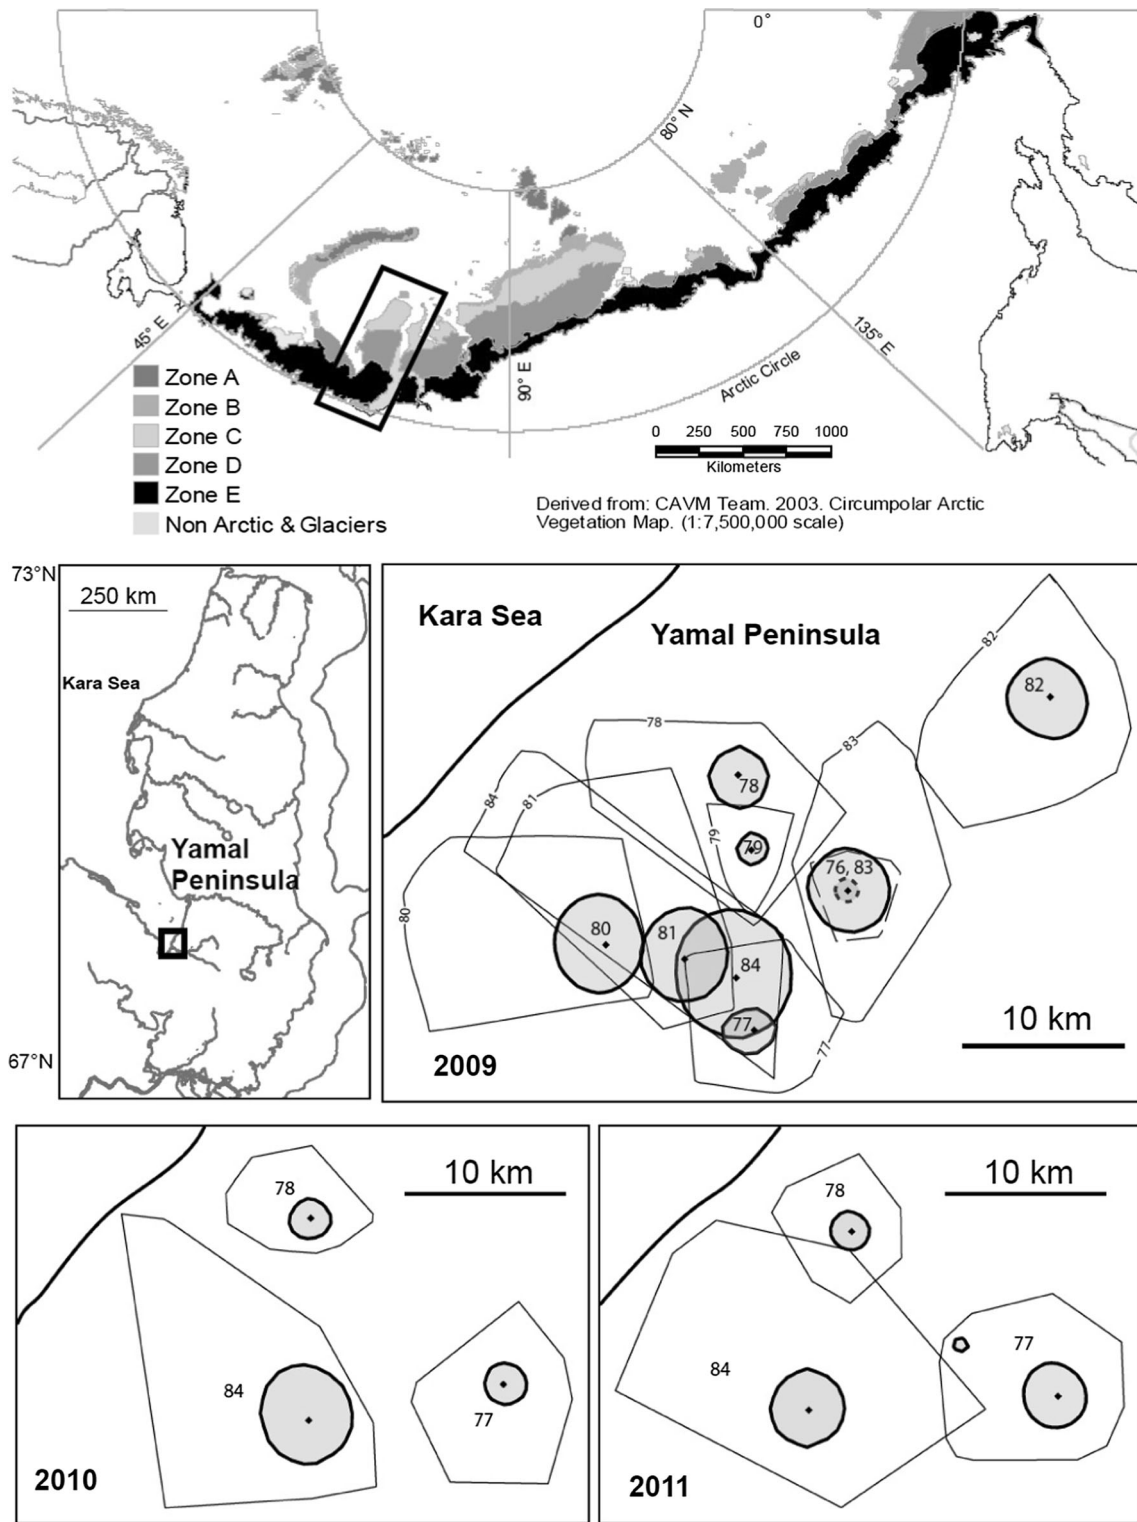 0°
80° N
45° E
90° E
135° E
Arctic Circle
Zone A
Zone B
Zone C
Zone D
Zone E
Non Arctic & Glaciers
0 250 500 750 1000
Kilometers
Derived from: CAVM Team. 2003. Circumpolar Arctic
Vegetation Map. (1:7,500,000 scale)
73°N
250 km
Kara Sea
Yamal
Peninsula
67°N
Kara Sea
Yamal Peninsula
82
82
78
83
84
81
78
79
79
76, 83
80
80
81
84
77
77
10 km
2009
78
10 km
84
77
2010
78
10 km
84
77
2011